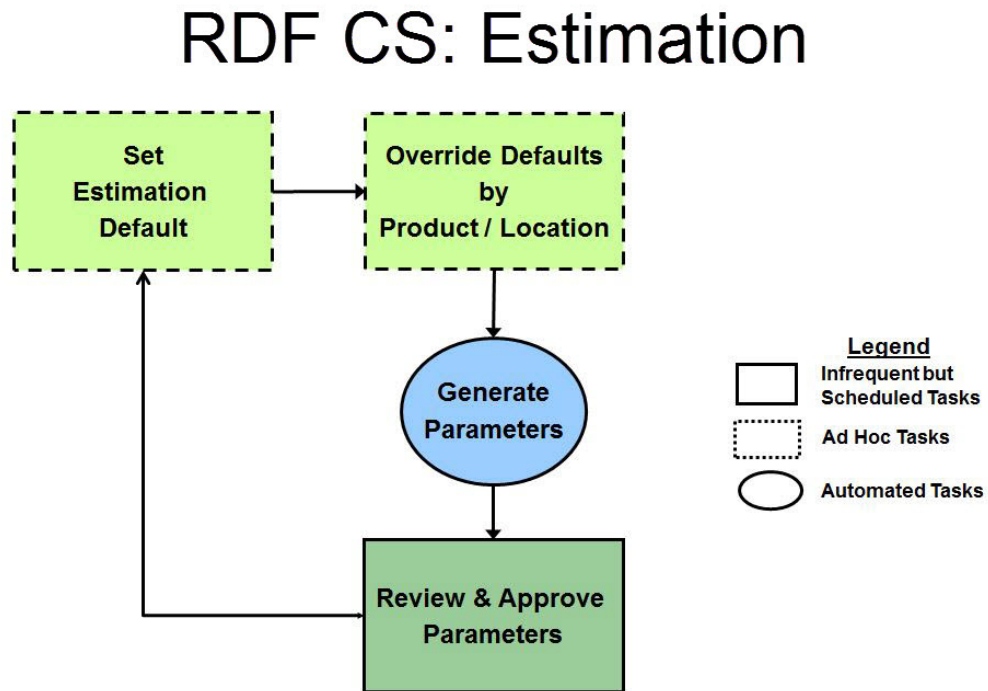 RDF CS: Estimation
Set
Estimation
Default
Override Defaults
by
Product / Location
Generate
Parameters
Review & Approve
Parameters
Legend
Infrequent but
Scheduled Tasks
Ad Hoc Tasks
Automated Tasks